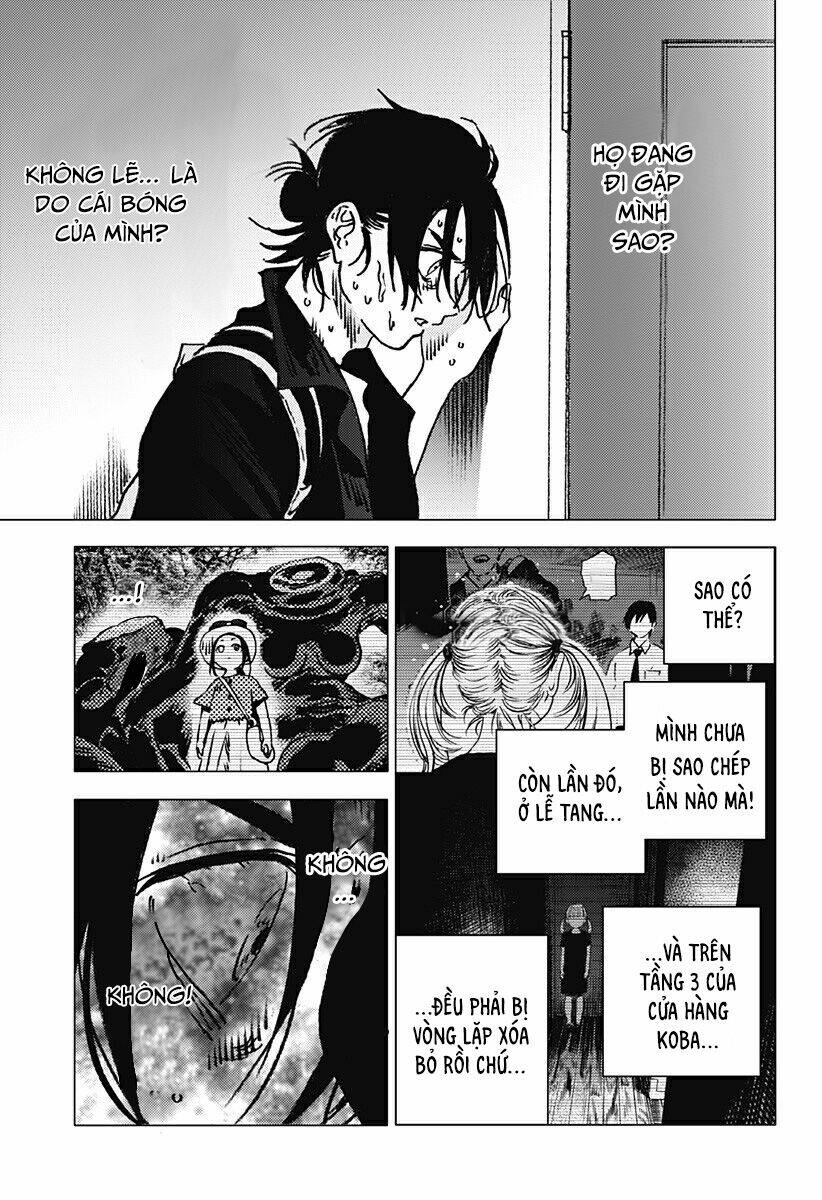 HỌ ĐANG
ĐI GẶP
MÌNH
SAO?
KHÔNG LẼ... LÀ
DO CÁI BÓNG
CỦA MÌNH?
SAO CÓ
THỂ?
MÌNH CHƯA
BỊ SAO CHÉP
LẦN NÀO MÀ!
CÒN LẦN ĐÓ,
Ở LỄ TANG...
...VÀ TRÊN
TẦNG 3 CỦA
CỬA HÀNG
KOBA...
...ĐỀU PHẢI BỊ
VÒNG LẶP XÓA
BỎ RỒI CHỨ...
...!
KHÔNG
...
KHÔNG!